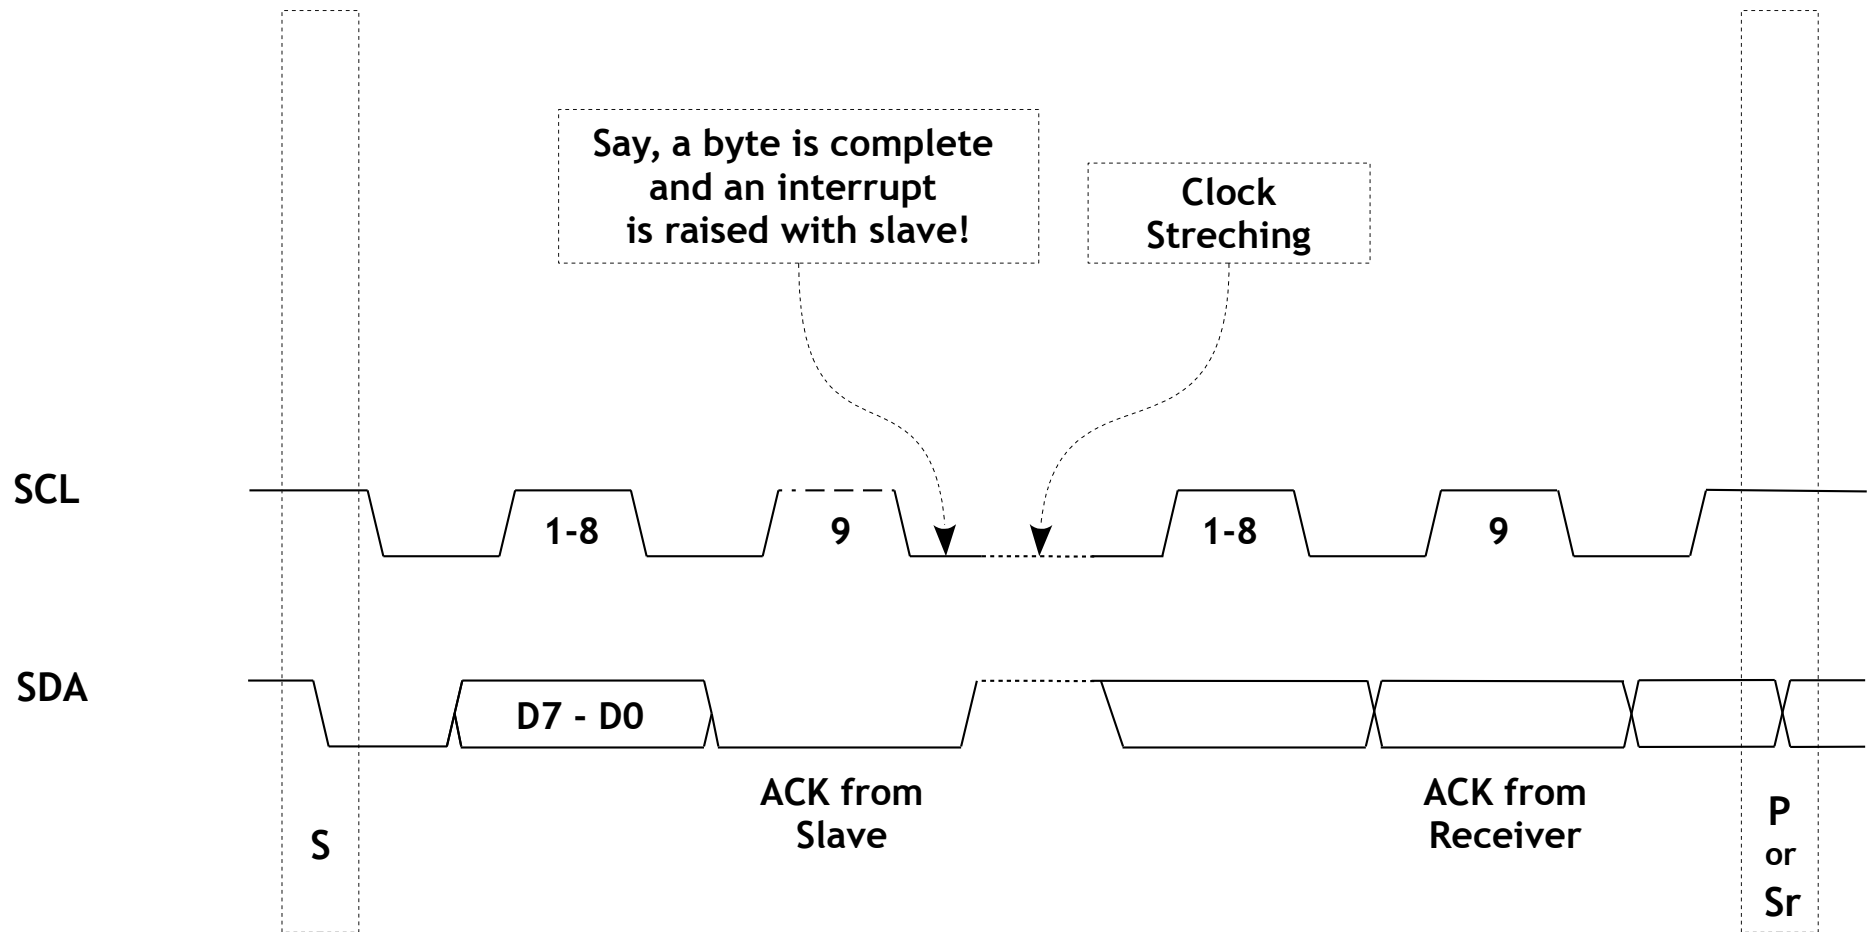 Say, a byte is complete
and an interrupt
is raised with slave!
Clock
Streching
SCL
1-8
9
1-8
9
SDA
D7 - D0
ACK from
Slave
ACK from
Receiver
S
P
or
Sr